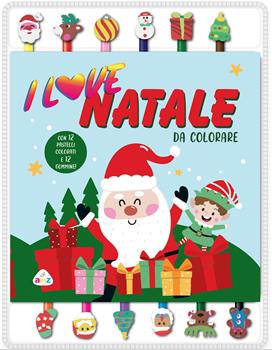 I LOVE
NATALE
DA COLORARE
CON 12
PASTELLI
COLORATI
E 12
GOMMINE!
a&z